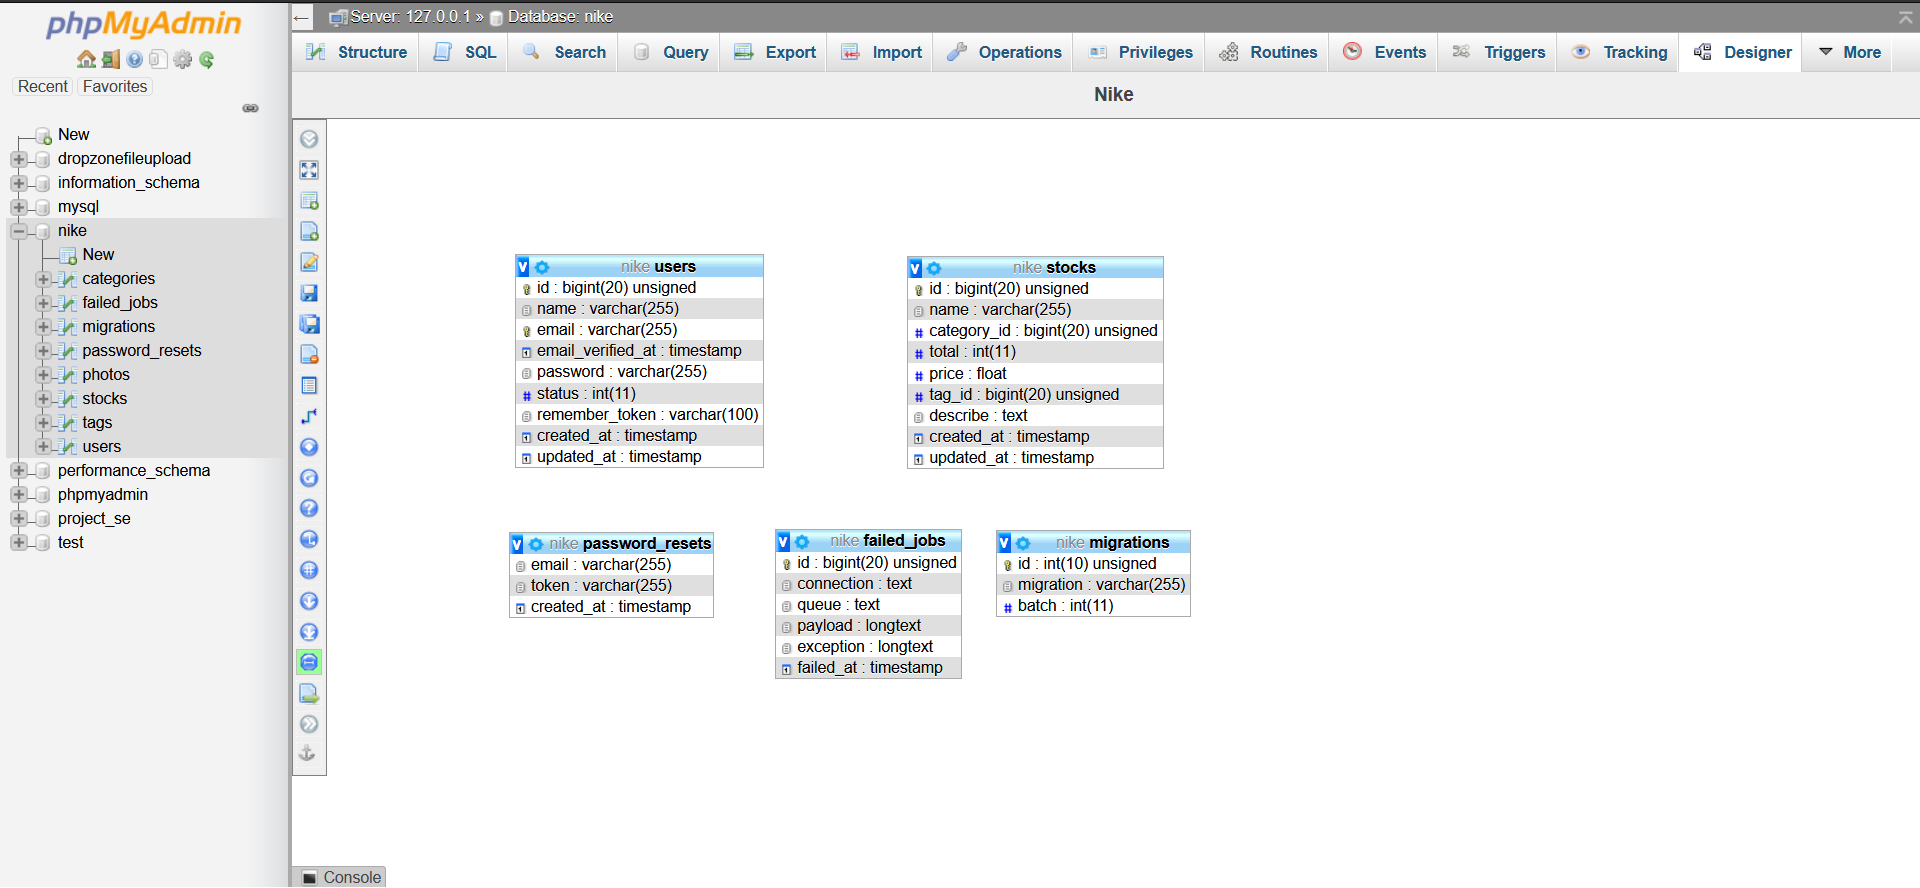 phpMyAdmin
Recent Favorites
New
dropzonefileupload
information_schema
mysql
nike
New
categories
failed_jobs
migrations
password_resets
photos
stocks
tags
users
performance_schema
phpmyadmin
project_se
test
Server: 127.0.0.1 » Database: nike
Structure SQL Search Query Export Import Operations Privileges Routines Events Triggers Tracking Designer More
Nike
v nike users
id : bigint(20) unsigned
name : varchar(255)
email : varchar(255)
email_verified_at : timestamp
password : varchar(255)
# status : int(11)
remember_token : varchar(100)
created_at : timestamp
updated_at : timestamp
v nike stocks
id : bigint(20) unsigned
name : varchar(255)
# category_id : bigint(20) unsigned
# total : int(11)
# price : float
# tag_id : bigint(20) unsigned
describe : text
created_at : timestamp
updated_at : timestamp
v nike password_resets
email : varchar(255)
token : varchar(255)
created_at : timestamp
v nike failed_jobs
id : bigint(20) unsigned
connection : text
queue : text
payload : longtext
exception : longtext
failed_at : timestamp
v nike migrations
id : int(10) unsigned
migration : varchar(255)
# batch : int(11)
Console